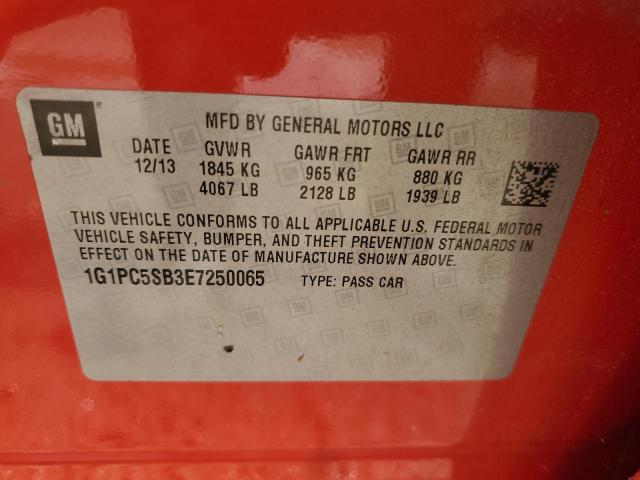 GM ®
MFD BY GENERAL MOTORS LLC
DATE GVWR GAWR FRT GAWR RR
12/13 1845 KG 965 KG 880 KG
4067 LB 2128 LB 1939 LB
THIS VEHICLE CONFORMS TO ALL APPLICABLE U.S. FEDERAL MOTOR
VEHICLE SAFETY, BUMPER, AND THEFT PREVENTION STANDARDS IN
EFFECT ON THE DATE OF MANUFACTURE SHOWN ABOVE.
1G1PC5SB3E7250065 TYPE: PASS CAR